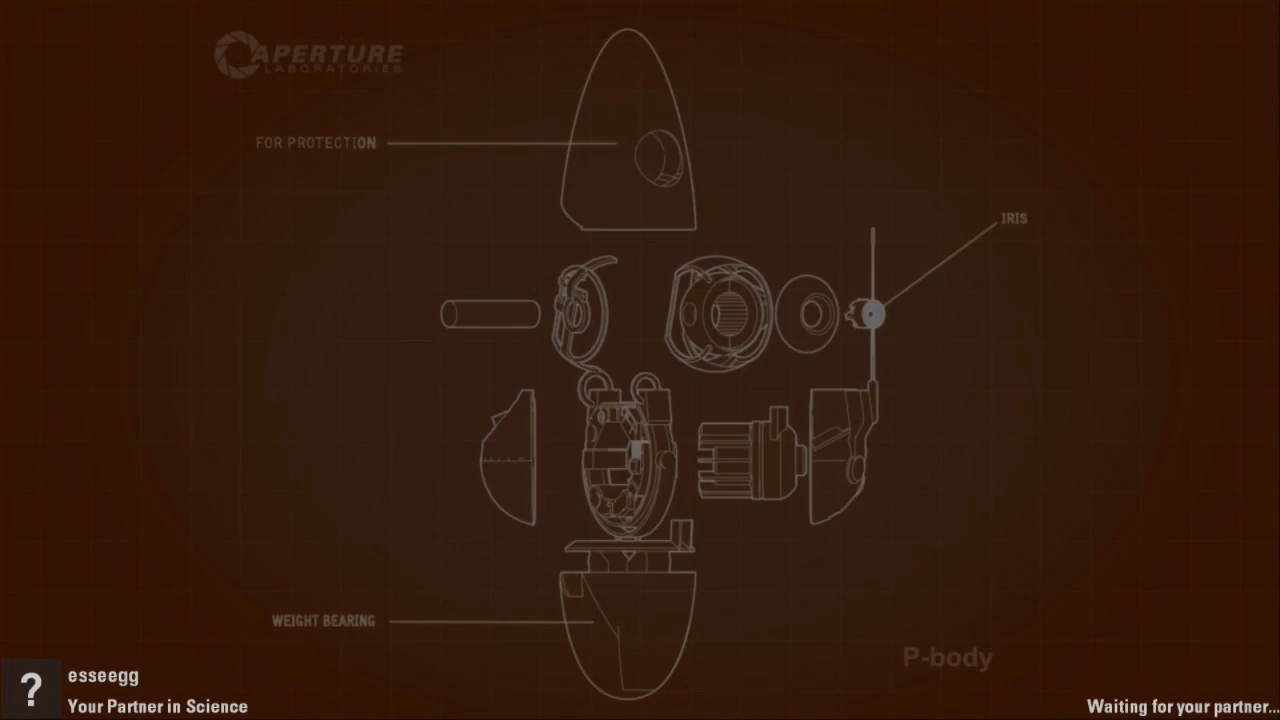 APERTURE
LABORATORIES
FOR PROTECTION
IRIS
WEIGHT BEARING
P-body
?
esseegg
Your Partner in Science
Waiting for your partner...